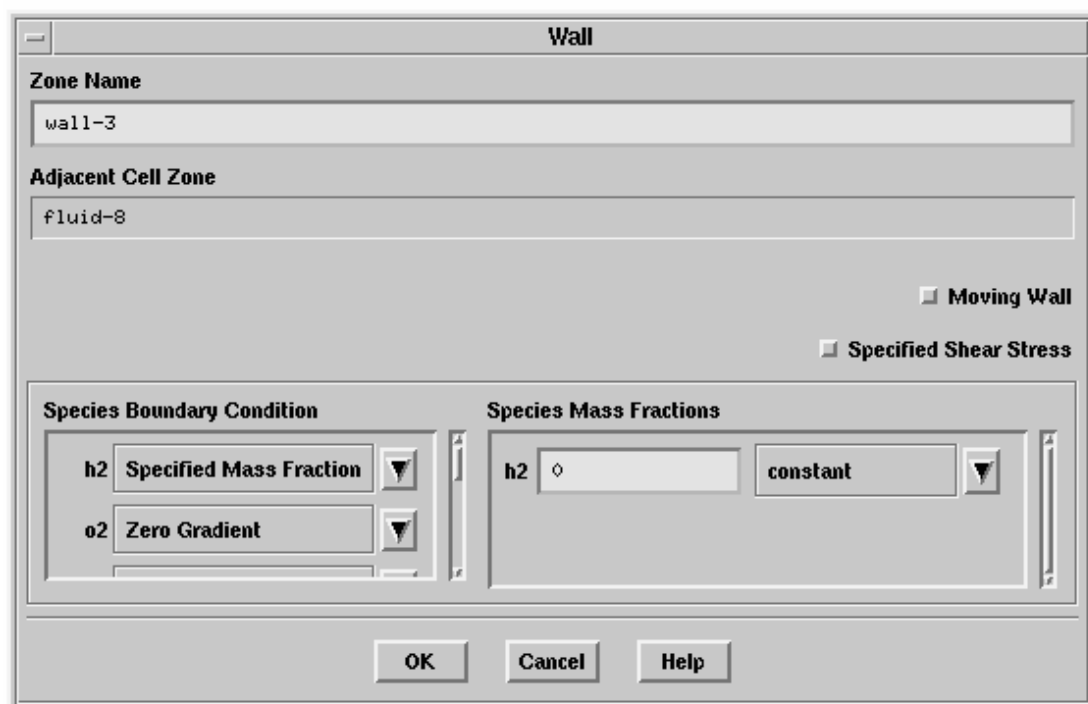 Wall
Zone Name
wall-3
Adjacent Cell Zone
fluid-8
Moving Wall
Specified Shear Stress
Species Boundary Condition
h2 Specified Mass Fraction
o2 Zero Gradient
Species Mass Fractions
h2 0 constant
OK Cancel Help